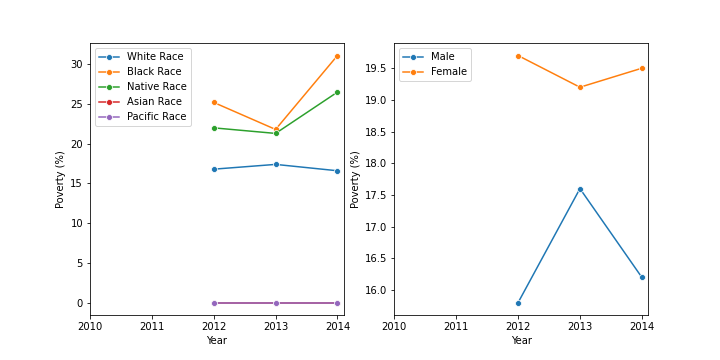 White Race
Black Race
Native Race
Asian Race
Pacific Race
30
25
20
15
10
5
0
Poverty (%)
2010 2011 2012 2013 2014
Year
Male
Female
19.5
19.0
18.5
18.0
17.5
17.0
16.5
16.0
Poverty (%)
2010 2011 2012 2013 2014
Year